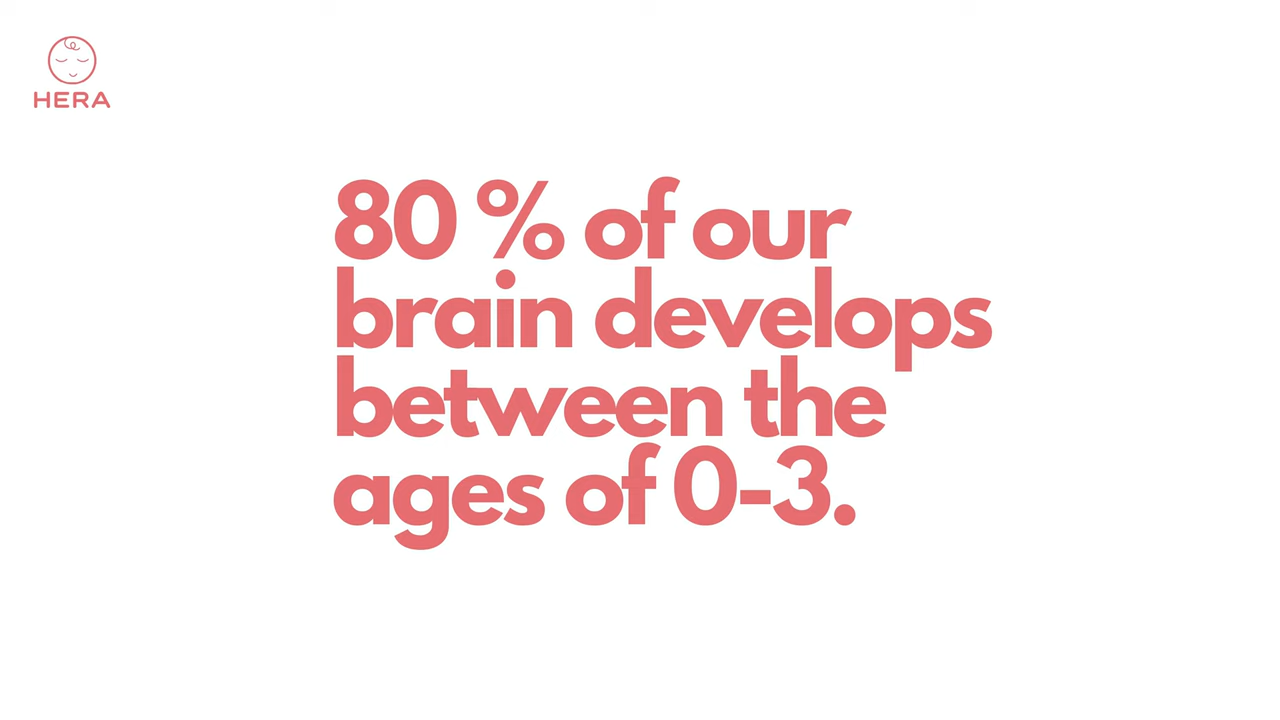 HERA
80 % of our
brain develops
between the
ages of 0-3.